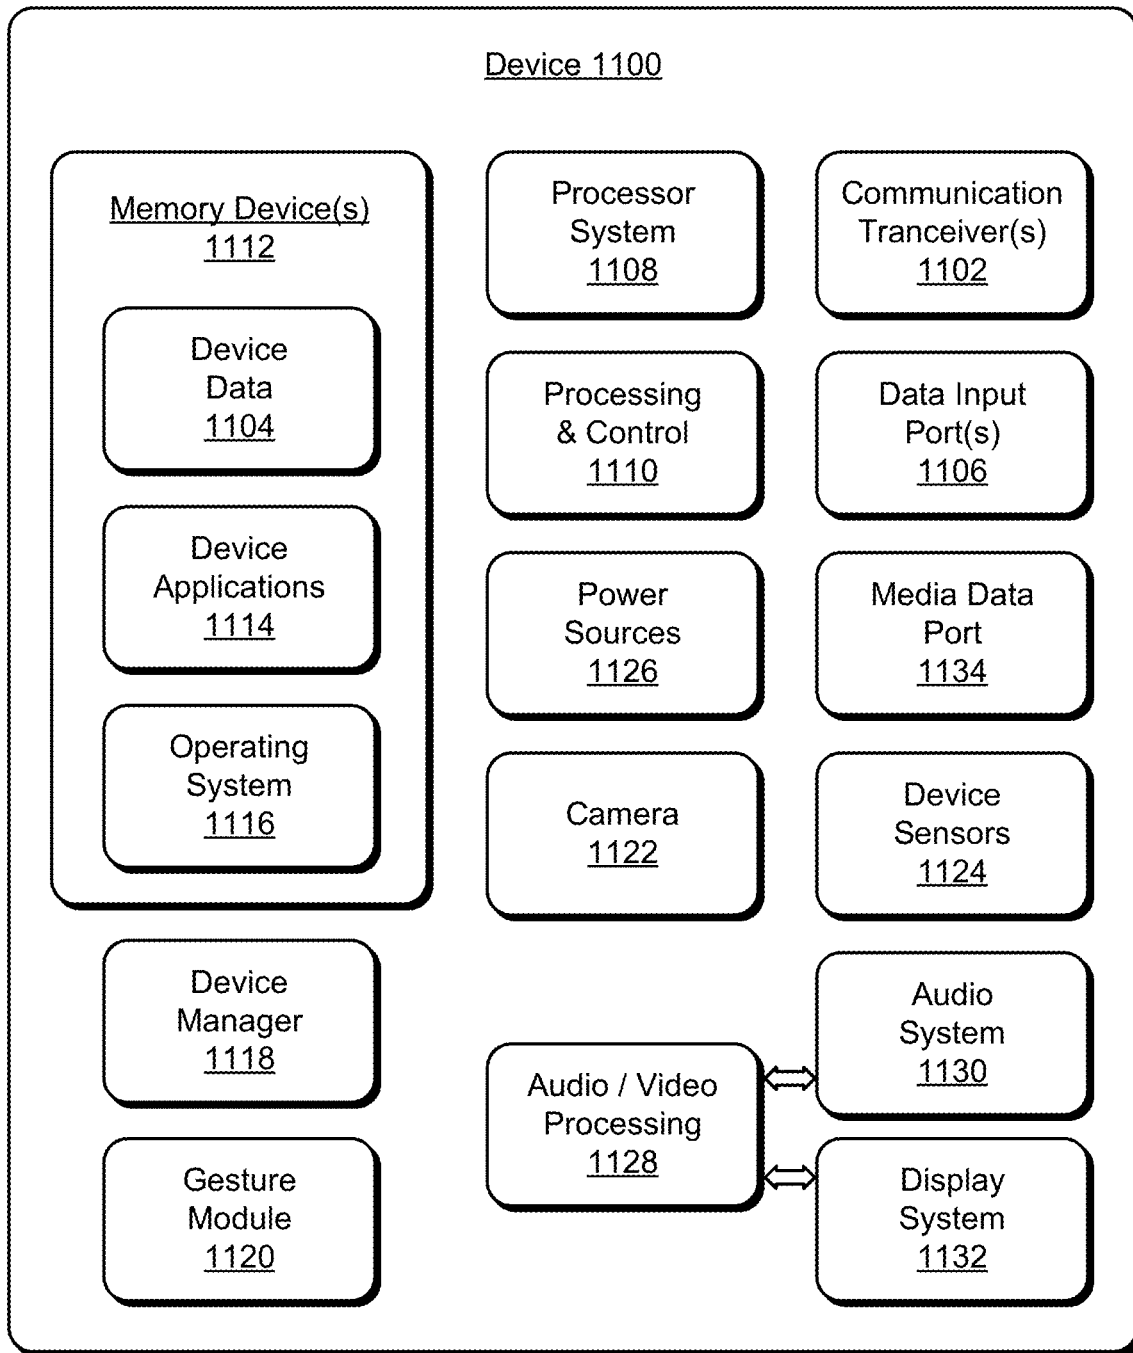 Device 1100
Memory Device(s)
1112
Device
Data
1104
Device
Applications
1114
Operating
System
1116
Device
Manager
1118
Gesture
Module
1120
Processor
System
1108
Processing
& Control
1110
Power
Sources
1126
Camera
1122
Audio / Video
Processing
1128
Communication
Tranceiver(s)
1102
Data Input
Port(s)
1106
Media Data
Port
1134
Device
Sensors
1124
Audio
System
1130
Display
System
1132